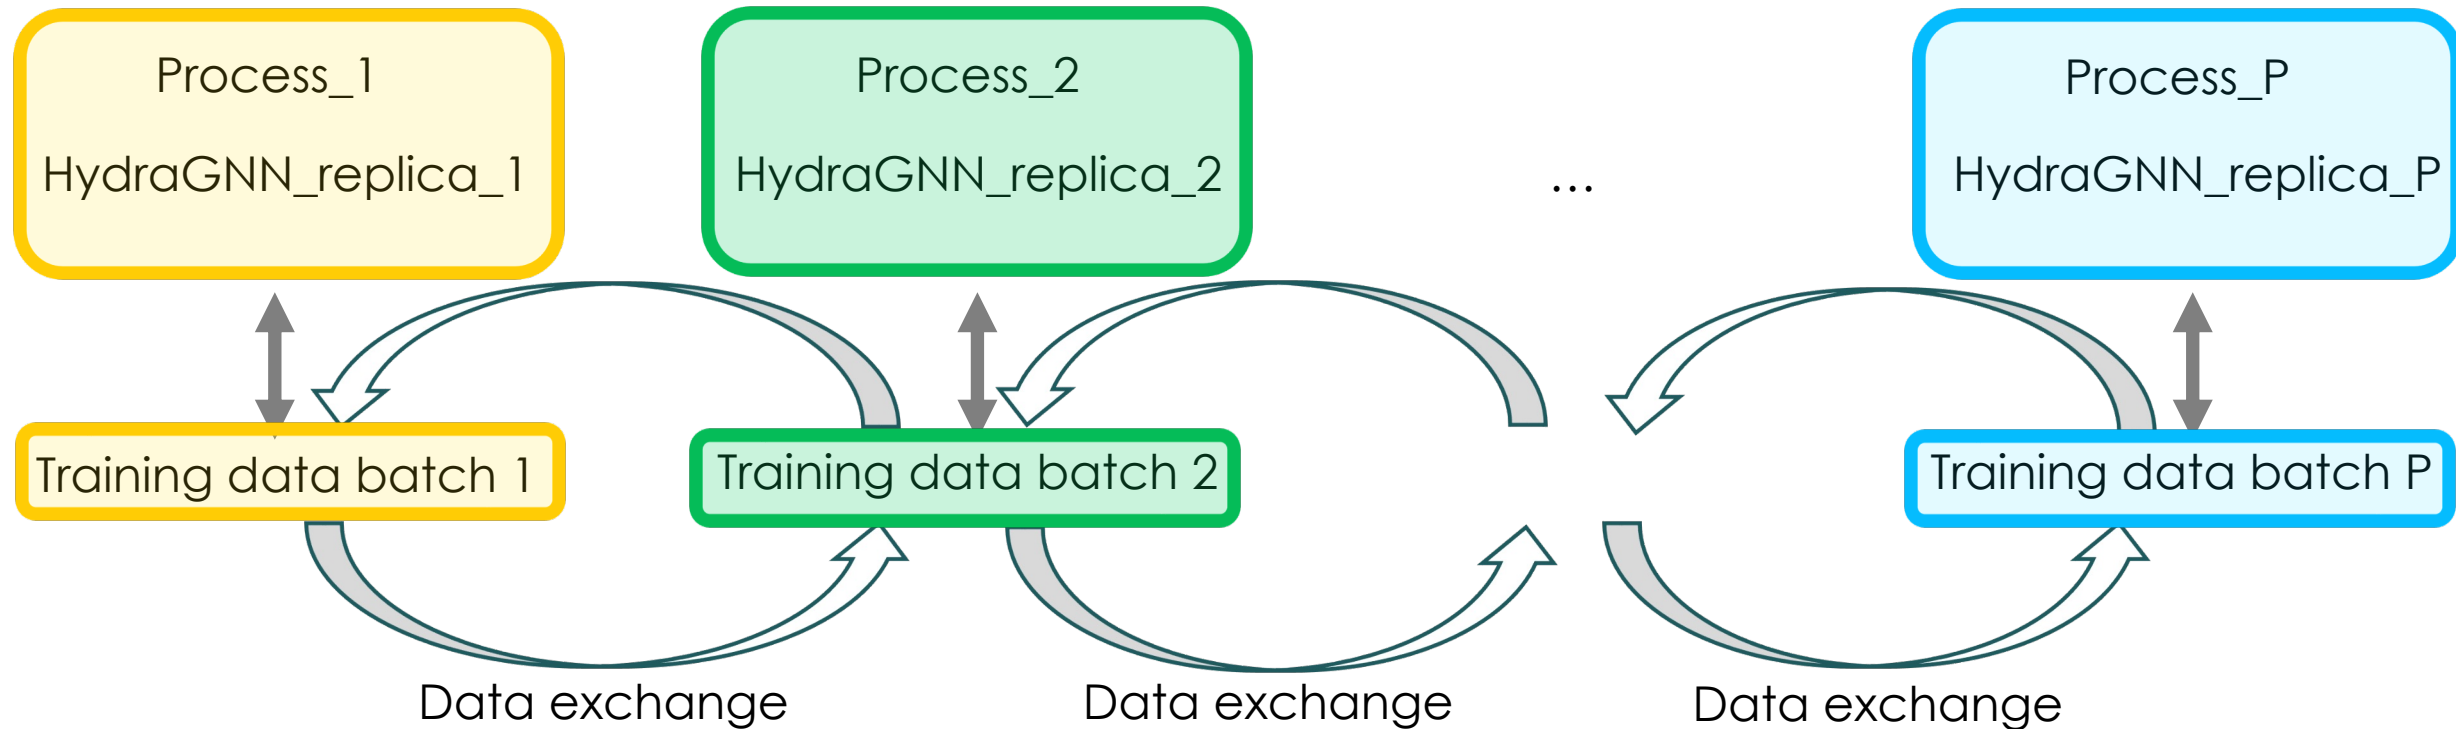 Process_1
HydraGNN_replica_1
Process_2
HydraGNN_replica_2
...
Process_P
HydraGNN_replica_P
Training data batch 1
Training data batch 2
Training data batch P
Data exchange
Data exchange
Data exchange